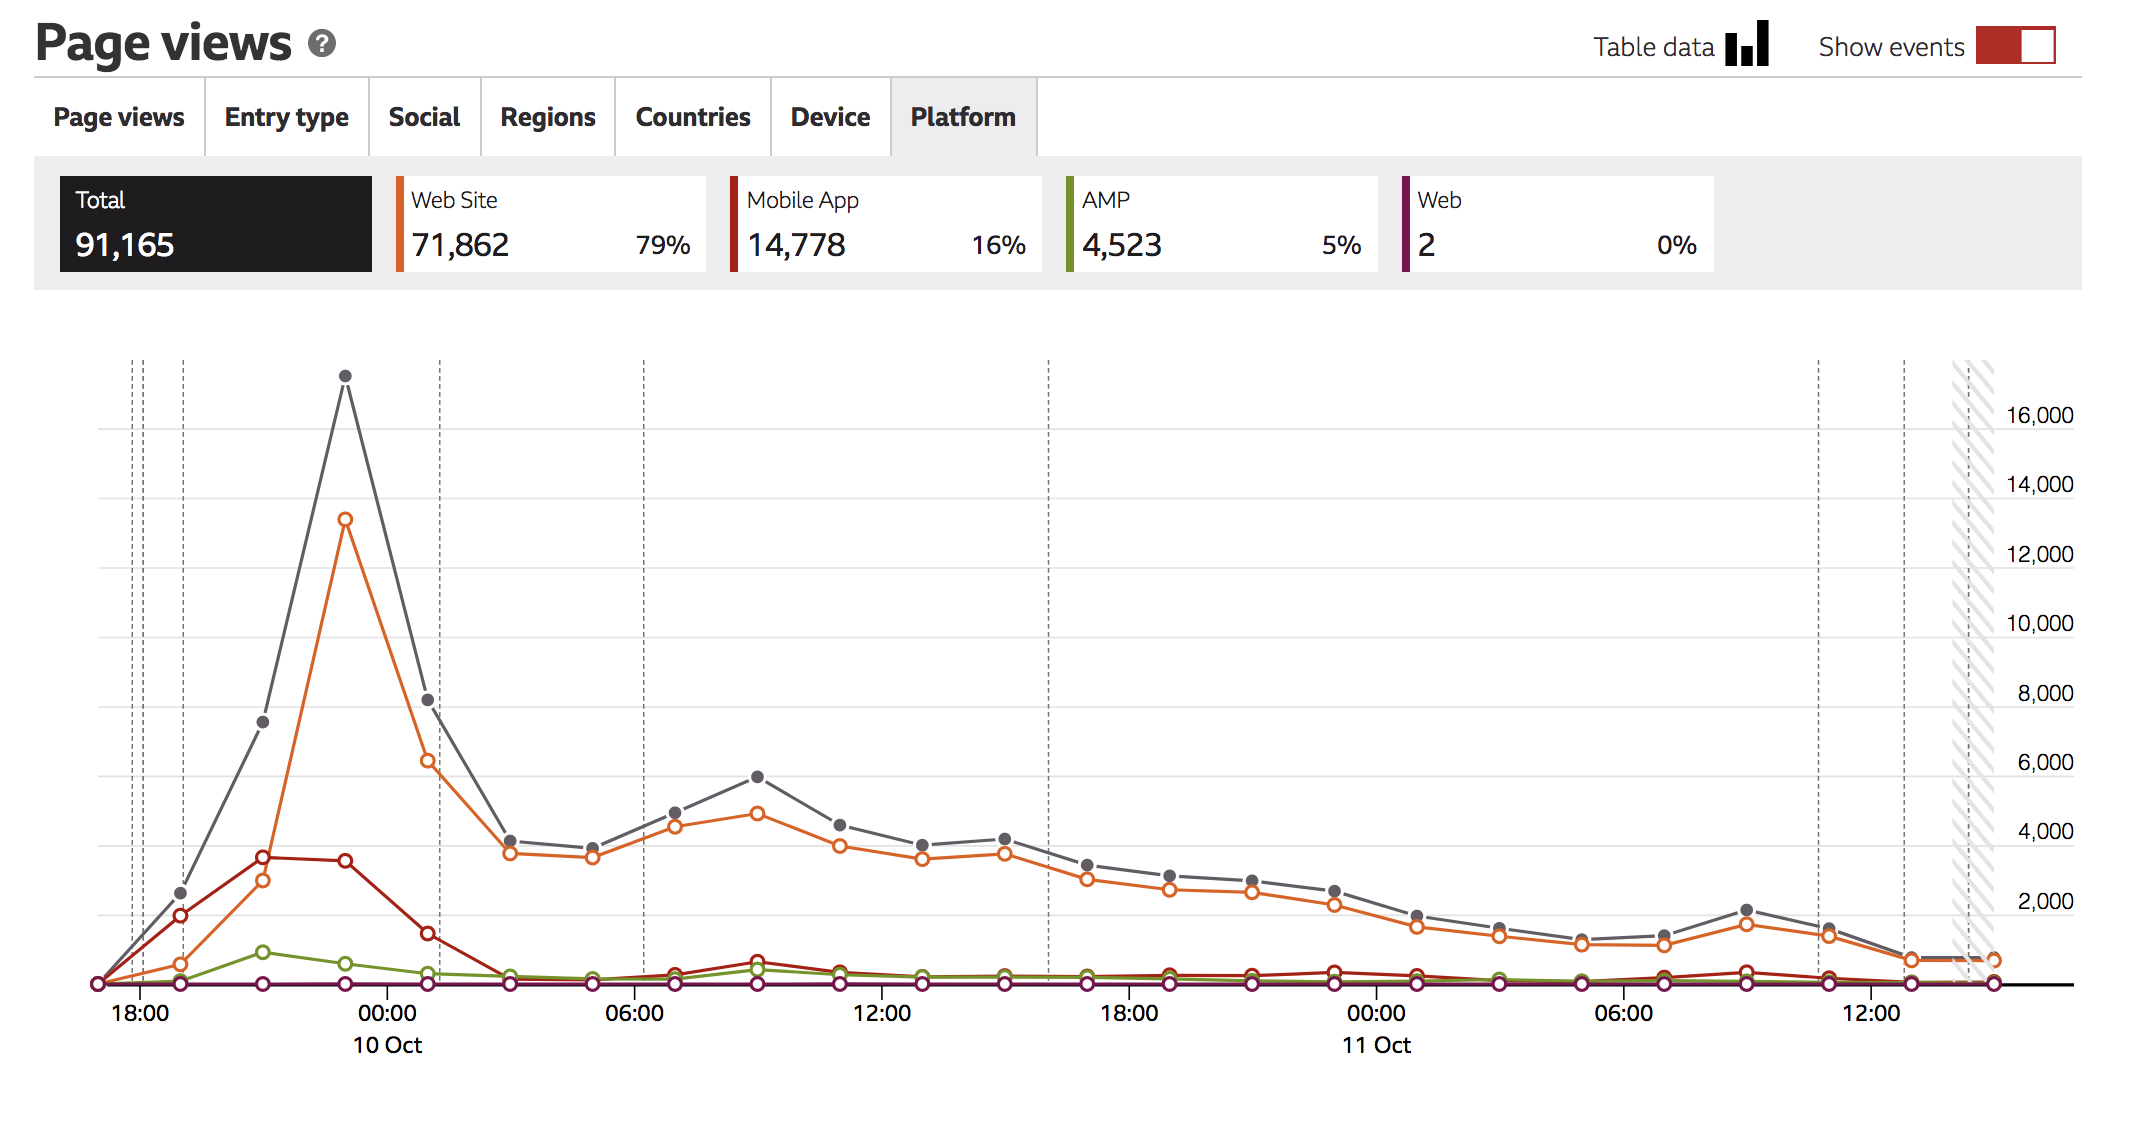 Page views ?
Table data Show events
Page views Entry type Social Regions Countries Device Platform
Total Web Site Mobile App AMP Web
91,165 71,862 79% 14,778 16% 4,523 5% 2 0%
16,000
14,000
12,000
10,000
8,000
6,000
4,000
2,000
18:00 00:00 06:00 12:00 18:00 00:00 06:00 12:00
10 Oct 11 Oct